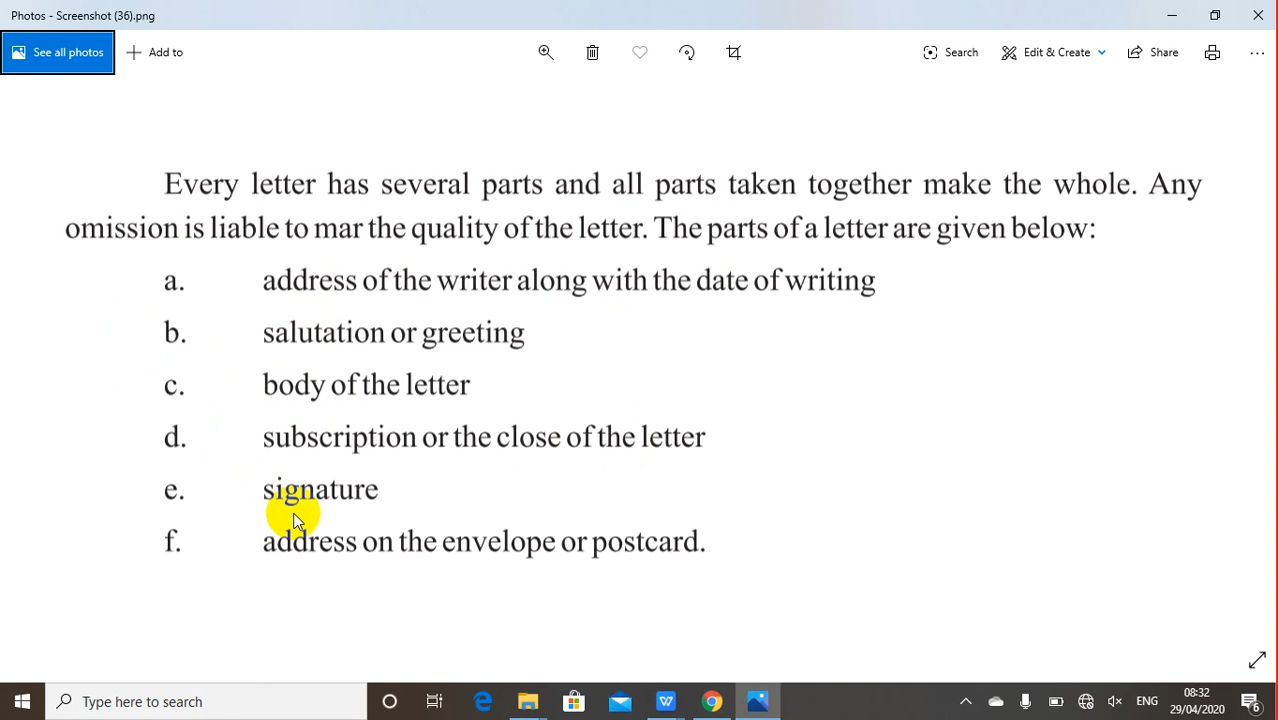 Photos - Screenshot (36).png
See all photos
Add to
Search
Edit & Create
Share
Every letter has several parts and all parts taken together make the whole. Any
omission is liable to mar the quality of the letter. The parts of a letter are given below:
a. address of the writer along with the date of writing
b. salutation or greeting
c. body of the letter
d. subscription or the close of the letter
e. signature
f. address on the envelope or postcard.
Type here to search
ENG
08:32
29/04/2020
6